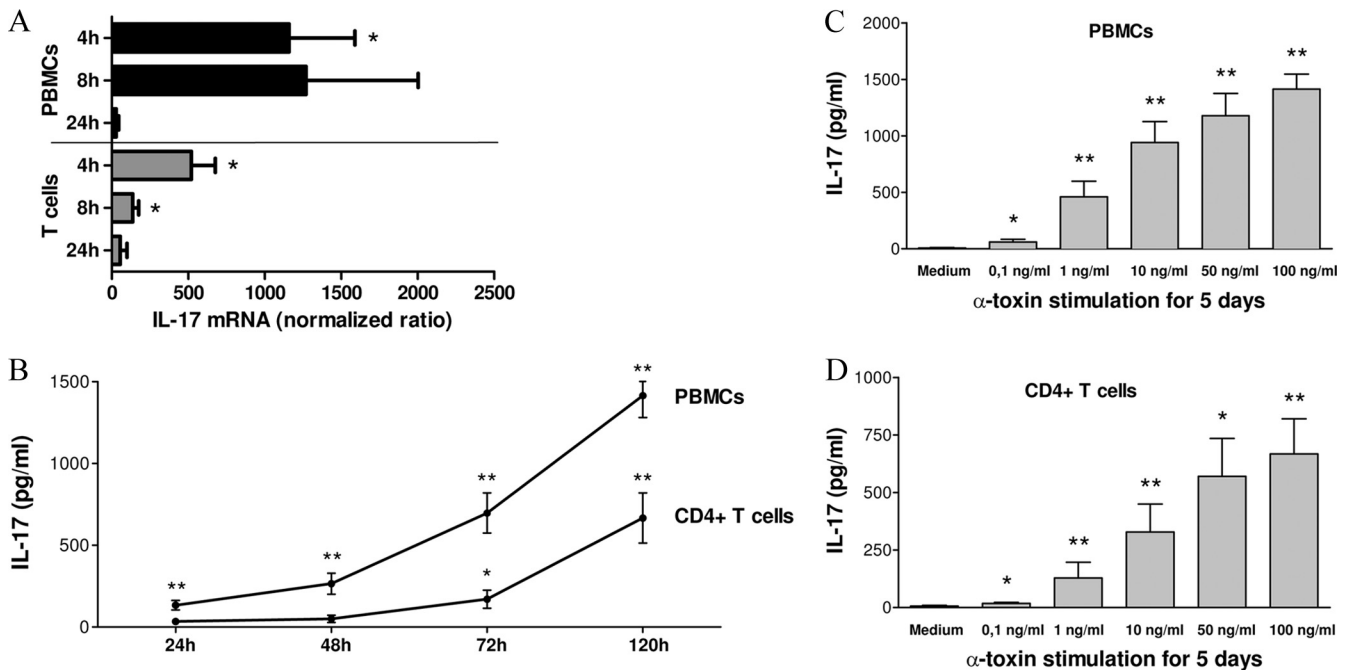 A
PBMCs
4h
*
8h
24h
T cells
4h
*
8h
*
24h
0 500 1000 1500 2000 2500
IL-17 mRNA (normalized ratio)
B
IL-17 (pg/ml)
1500
1000
500
0
**
**
**
**
PBMCs
*
**
CD4+ T cells
24h 48h 72h 120h
C
PBMCs
IL-17 (pg/ml)
2000
1500
1000
500
0
*
**
**
**
**
Medium 0,1 ng/ml 1 ng/ml 10 ng/ml 50 ng/ml 100 ng/ml
α-toxin stimulation for 5 days
D
CD4+ T cells
IL-17 (pg/ml)
1000
750
500
250
0
*
**
**
*
**
Medium 0,1 ng/ml 1 ng/ml 10 ng/ml 50 ng/ml 100 ng/ml
α-toxin stimulation for 5 days